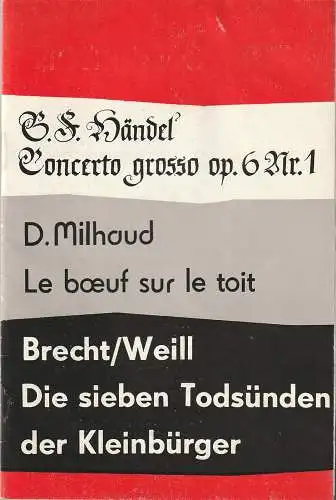 G. F. Händel
Concerto grosso op. 6 Nr. 1
D. Milhaud
Le bœuf sur le toit
Brecht/Weill
Die sieben Todsünden
der Kleinbürger